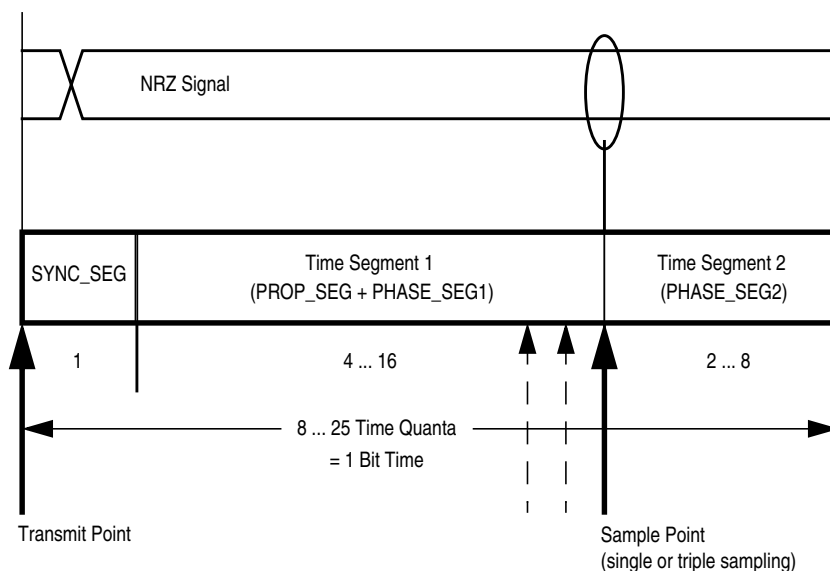 NRZ Signal
SYNC_SEG
Time Segment 1
(PROP_SEG + PHASE_SEG1)
Time Segment 2
(PHASE_SEG2)
1
4 ... 16
2 ... 8
8 ... 25 Time Quanta
= 1 Bit Time
Transmit Point
Sample Point
(single or triple sampling)